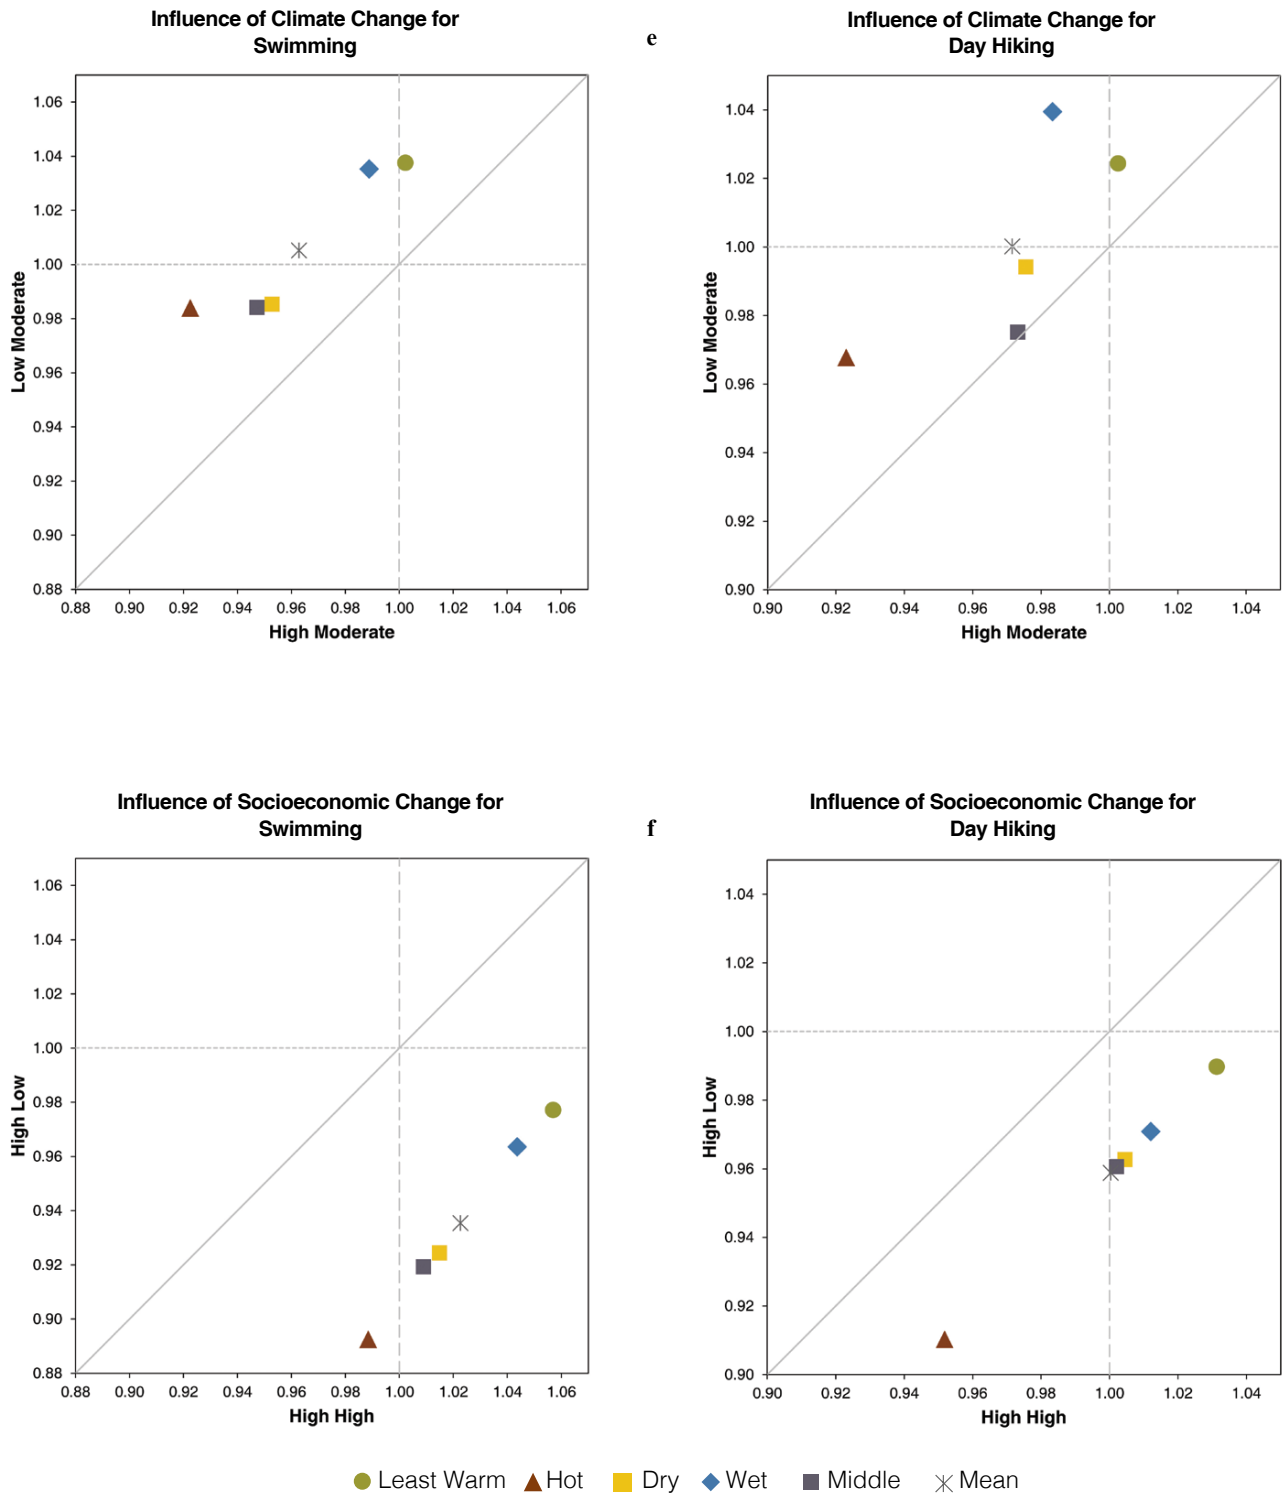 Influence of Climate Change for
Swimming
1.06
1.04
1.02
1.00
0.98
0.96
0.94
0.92
0.90
0.88
Low Moderate
0.88 0.90 0.92 0.94 0.96 0.98 1.00 1.02 1.04 1.06
High Moderate
e
Influence of Climate Change for
Day Hiking
1.04
1.02
1.00
0.98
0.96
0.94
0.92
0.90
Low Moderate
0.90 0.92 0.94 0.96 0.98 1.00 1.02 1.04
High Moderate
Influence of Socioeconomic Change for
Swimming
1.06
1.04
1.02
1.00
0.98
0.96
0.94
0.92
0.90
0.88
High Low
0.88 0.90 0.92 0.94 0.96 0.98 1.00 1.02 1.04 1.06
High High
f
Influence of Socioeconomic Change for
Day Hiking
1.04
1.02
1.00
0.98
0.96
0.94
0.92
0.90
High Low
0.90 0.92 0.94 0.96 0.98 1.00 1.02 1.04
High High
Least Warm Hot Dry Wet Middle Mean